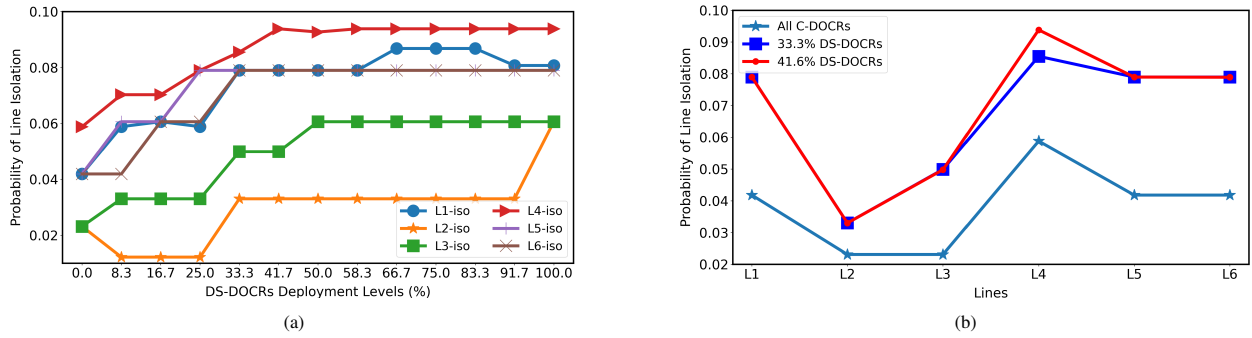 0.10
0.08
0.06
0.04
0.02
Probability of Line Isolation
L1-iso
L2-iso
L3-iso
L4-iso
L5-iso
L6-iso
0.0 8.3 16.7 25.0 33.3 41.7 50.0 58.3 66.7 75.0 83.3 91.7 100.0
DS-DOCRs Deployment Levels (%)
(a)
0.10
0.09
0.08
0.07
0.06
0.05
0.04
0.03
0.02
Probability of Line Isolation
All C-DOCRs
33.3% DS-DOCRs
41.6% DS-DOCRs
L1 L2 L3 L4 L5 L6
Lines
(b)